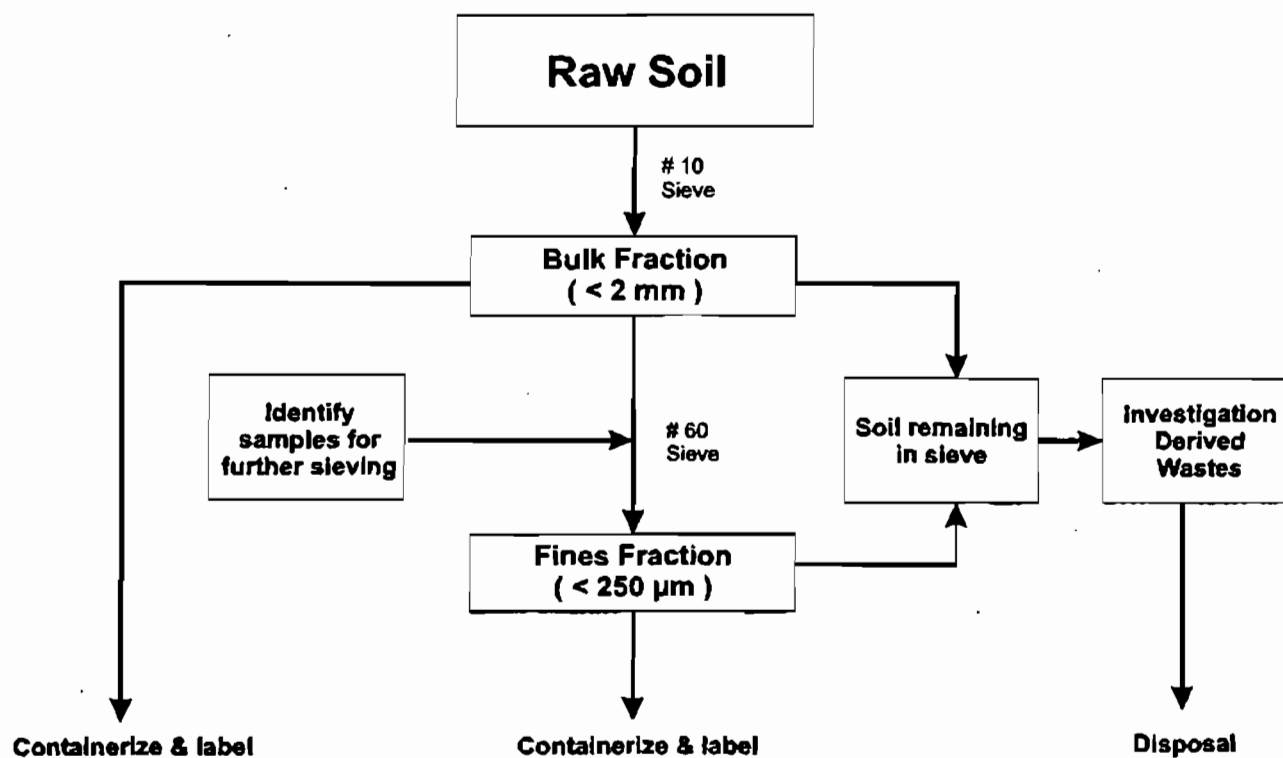 Raw Soil
# 10
Sieve
Bulk Fraction
( < 2 mm )
Identify
samples for
further sieving
# 60
Sieve
Soil remaining
in sieve
Investigation
Derived
Wastes
Fines Fraction
( < 250 µm )
Containerize & label
Containerize & label
Disposal